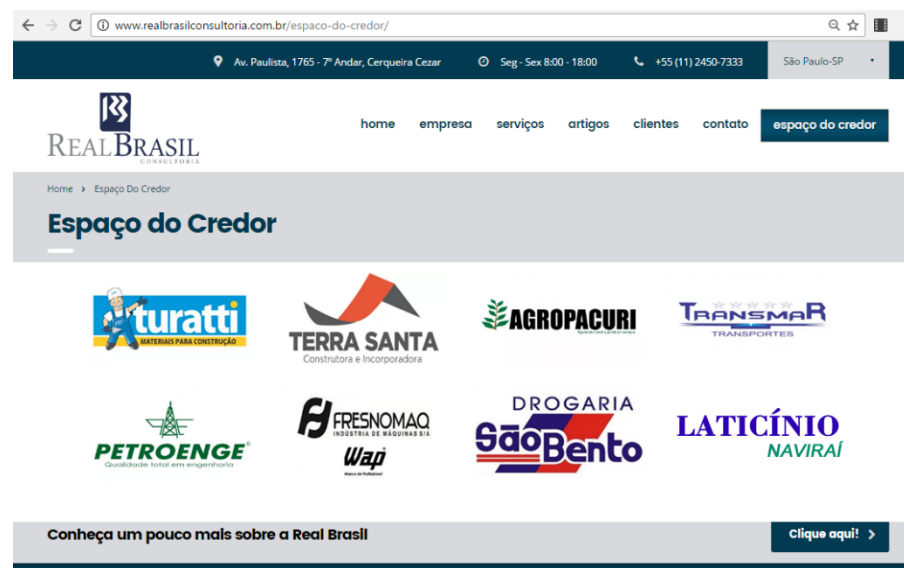 www.realbrasilconsultoria.com.br/espaco-do-credor/
Av. Paulista, 1765 - 7º Andar, Cerqueira Cezar Seg - Sex 8:00 - 18:00 +55 (11) 2450-7333 São Paulo-SP
REALBRASIL
CONSULTORIA
home empresa serviços artigos clientes contato espaço do credor
Home > Espaço Do Credor
Espaço do Credor
turatti
MATERIAIS PARA CONSTRUÇÃO
TERRA SANTA
Construtora e Incorporadora
AGROPACURI
TRANSMAR
TRANSPORTES
PETROENGE
Qualidade total em engenharia
FRESNOMAQ
INDÚSTRIA DE MÁQUINAS S/A
Wap
DROGARIA
São Bento
LATICÍNIO
NAVIRAÍ
Conheça um pouco mais sobre a Real Brasil Clique aqui! >